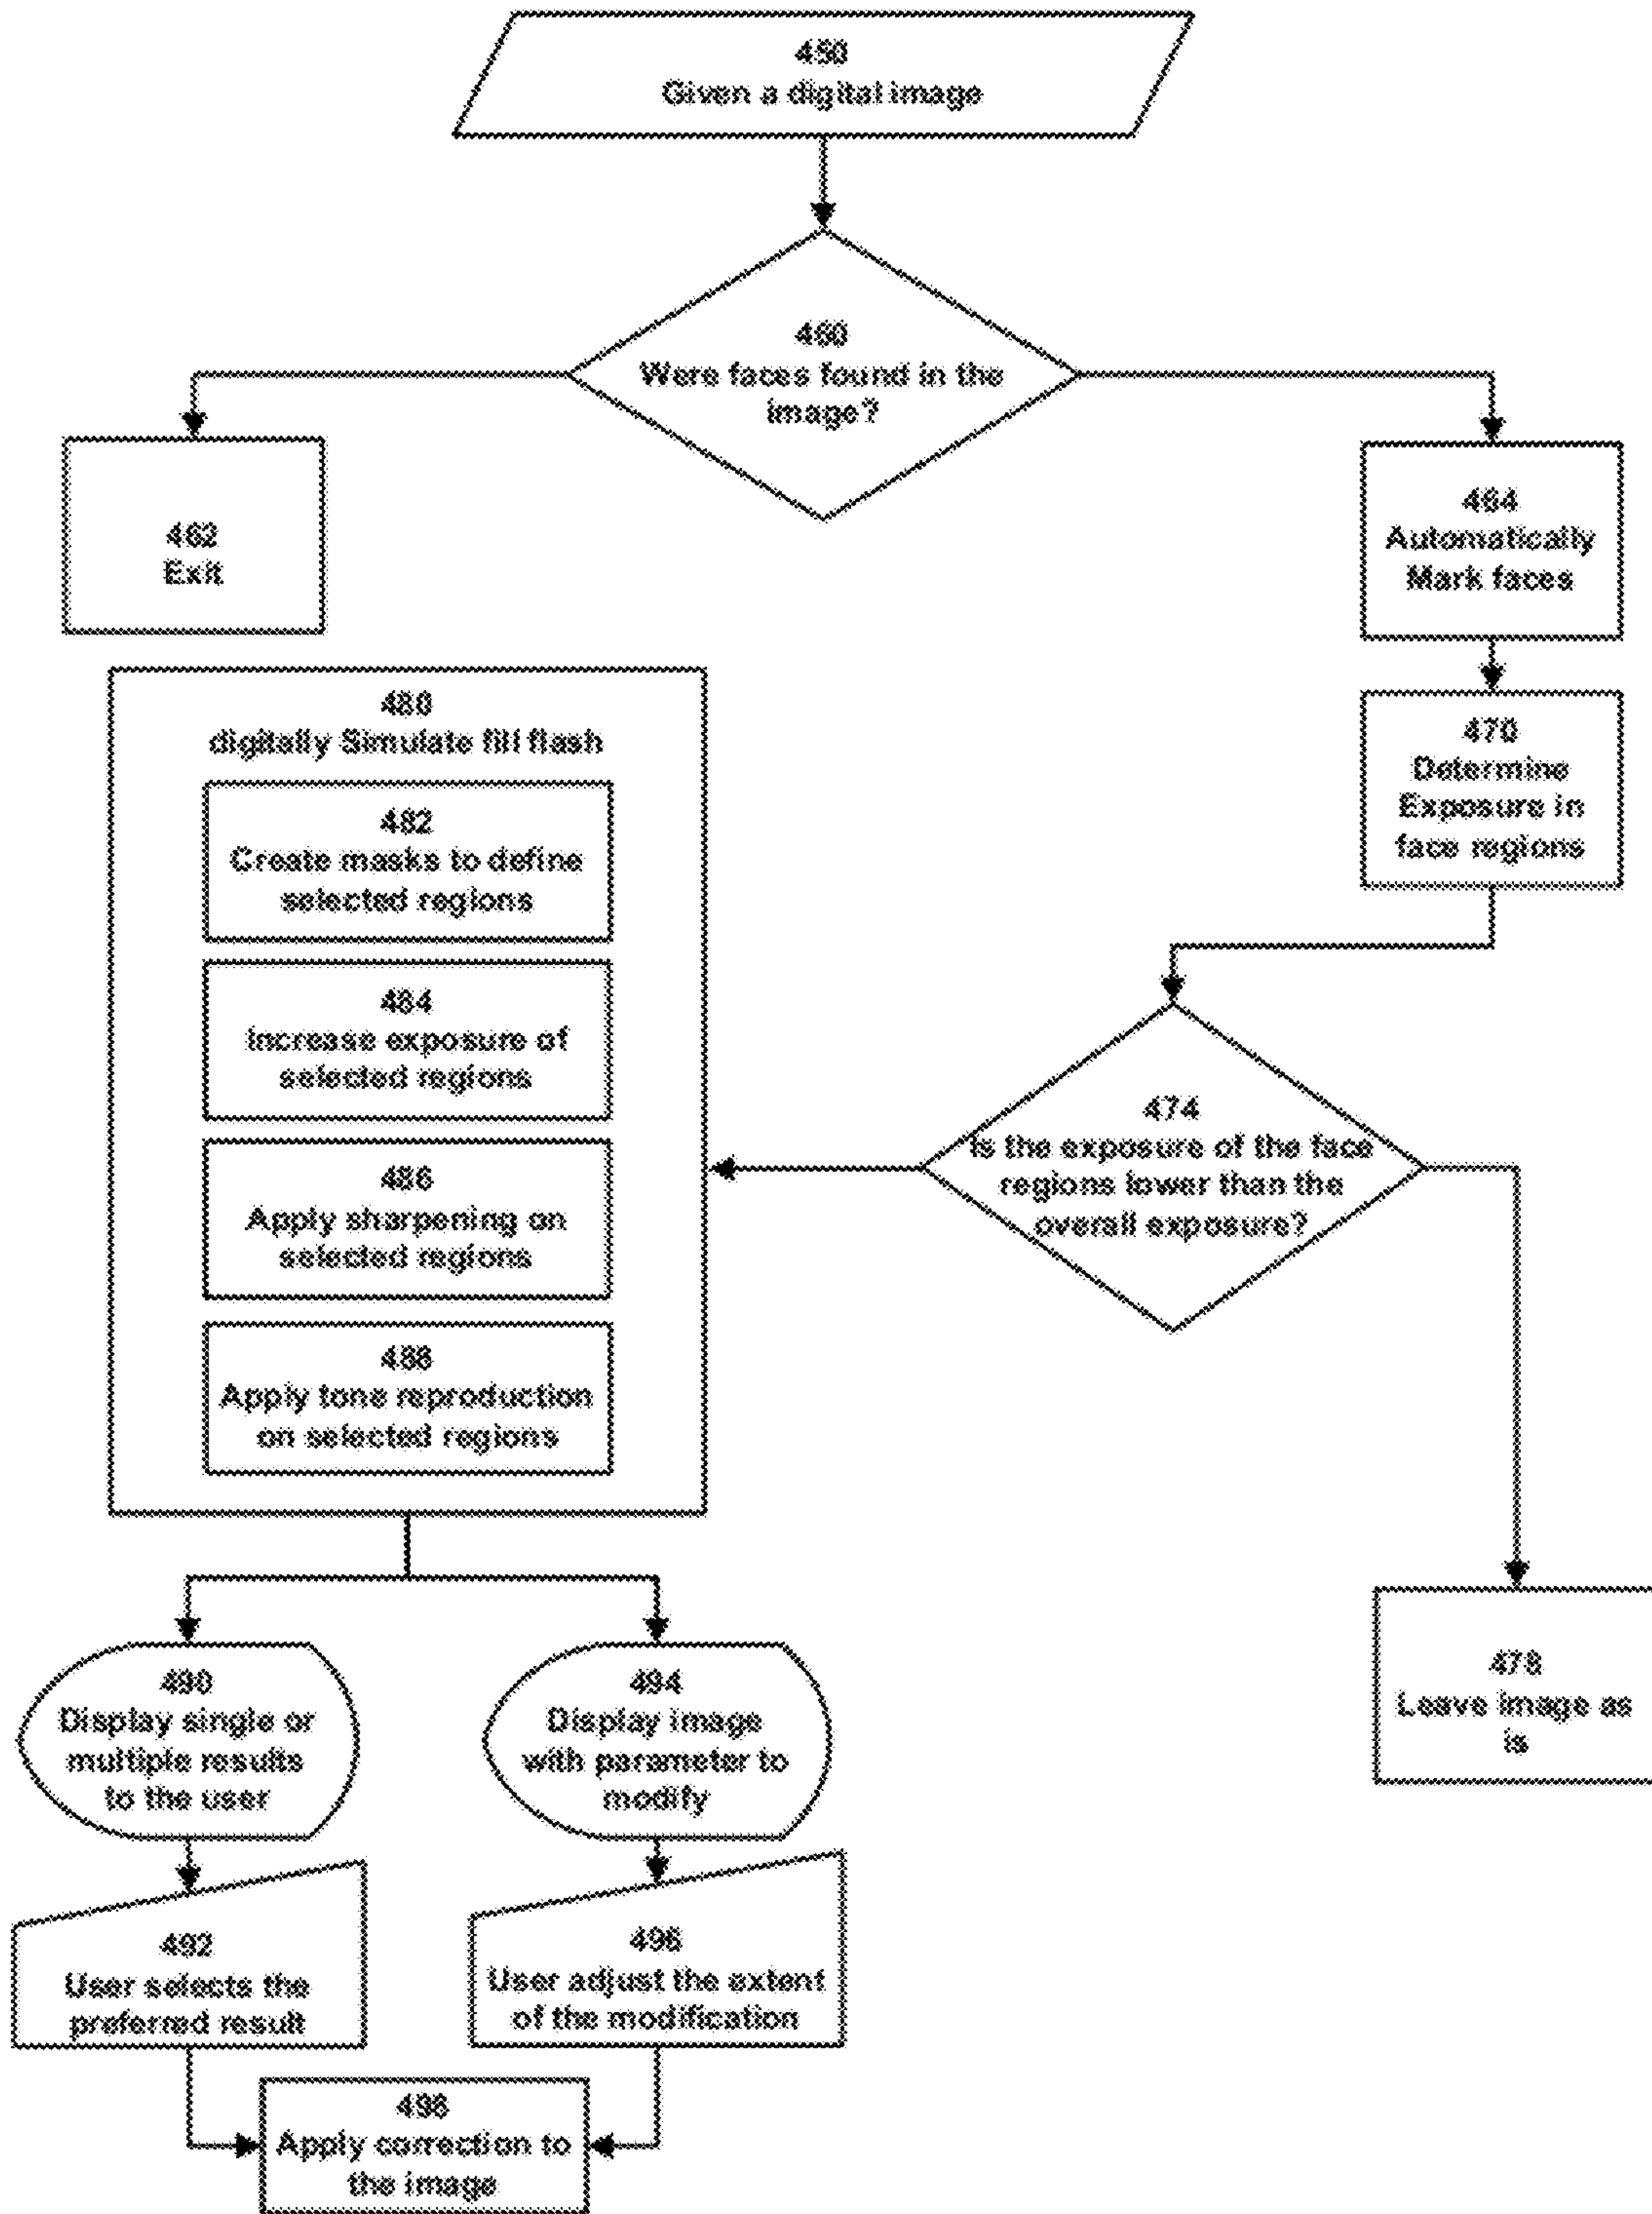 450
Given a digital image
460
Were faces found in the
image?
462
Exit
464
Automatically
Mark faces
470
Determine
Exposure in
face regions
474
Is the exposure of the face
regions lower than the
overall exposure?
478
Leave image as
is
480
digitally Simulate fill flash
482
Create masks to define
selected regions
484
Increase exposure of
selected regions
486
Apply sharpening on
selected regions
488
Apply tone reproduction
on selected regions
490
Display single or
multiple results
to the user
494
Display image
with parameter to
modify
492
User selects the
preferred result
496
User adjust the extent
of the modification
498
Apply correction to
the image